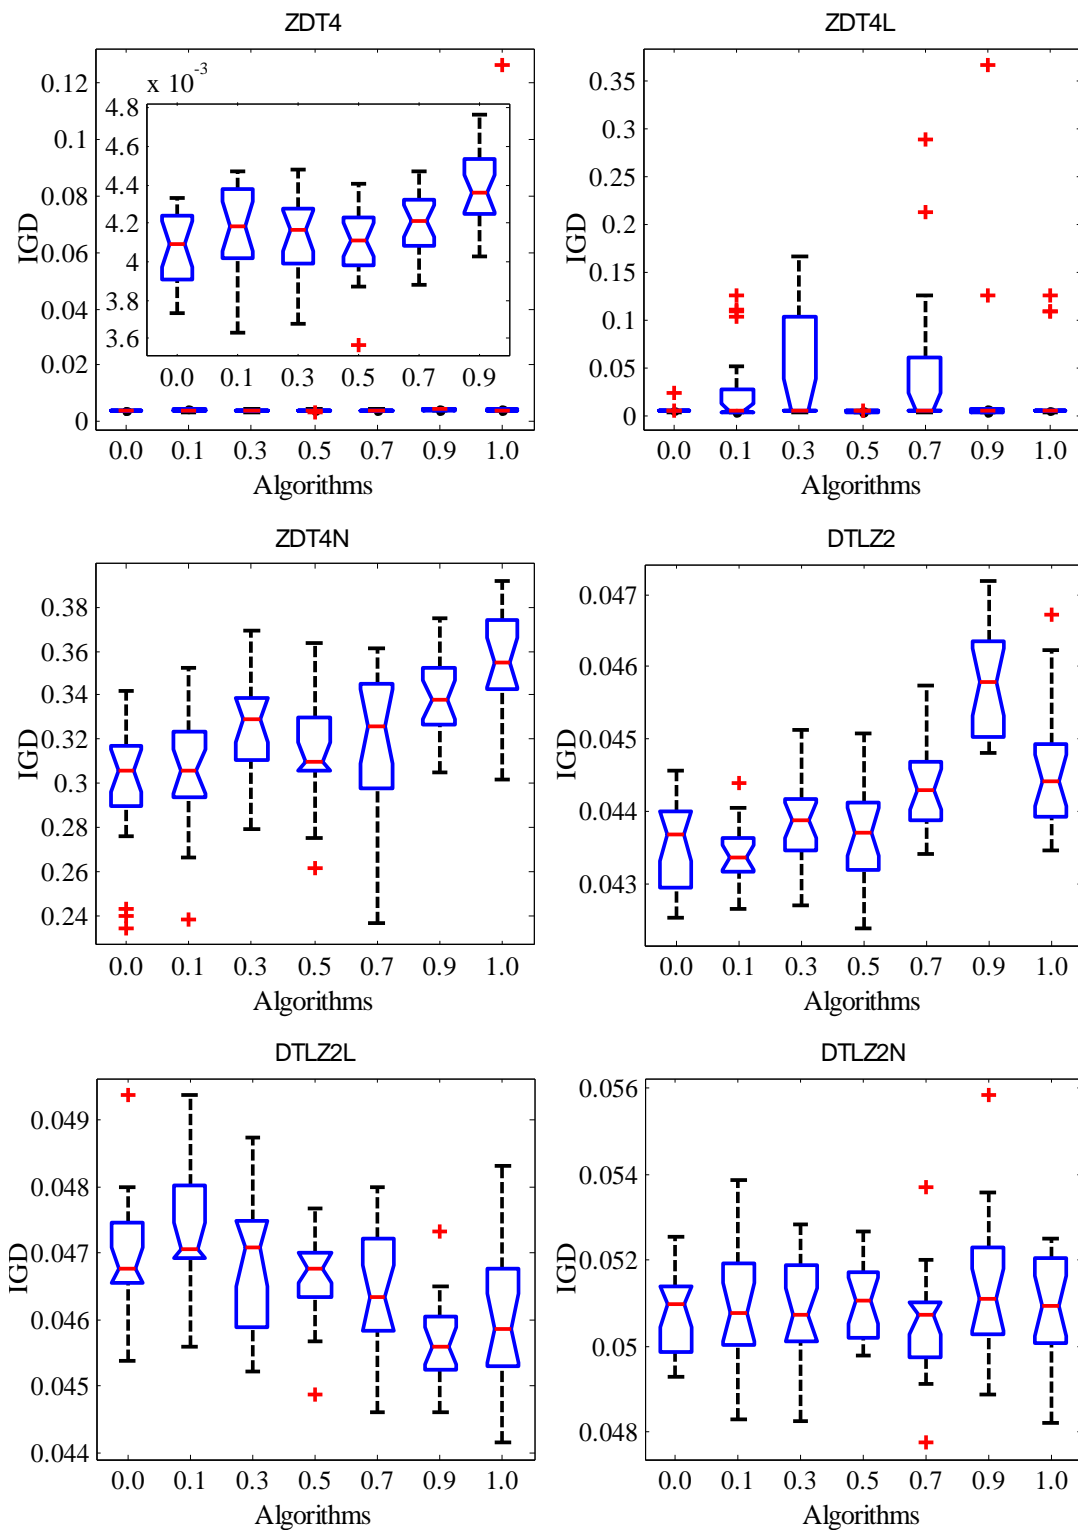 ZDT4
0.12
0.1
0.08
0.06
0.04
0.02
0
IGD
x 10-3
4.8
4.6
4.4
4.2
4
3.8
3.6
0.0 0.1 0.3 0.5 0.7 0.9
0.0 0.1 0.3 0.5 0.7 0.9 1.0
Algorithms
ZDT4L
0.35
0.3
0.25
0.2
0.15
0.1
0.05
0
IGD
0.0 0.1 0.3 0.5 0.7 0.9 1.0
Algorithms
ZDT4N
0.38
0.36
0.34
0.32
0.3
0.28
0.26
0.24
IGD
0.0 0.1 0.3 0.5 0.7 0.9 1.0
Algorithms
DTLZ2
0.047
0.046
0.045
0.044
0.043
IGD
0.0 0.1 0.3 0.5 0.7 0.9 1.0
Algorithms
DTLZ2L
0.049
0.048
0.047
0.046
0.045
0.044
IGD
0.0 0.1 0.3 0.5 0.7 0.9 1.0
Algorithms
DTLZ2N
0.056
0.054
0.052
0.05
0.048
IGD
0.0 0.1 0.3 0.5 0.7 0.9 1.0
Algorithms